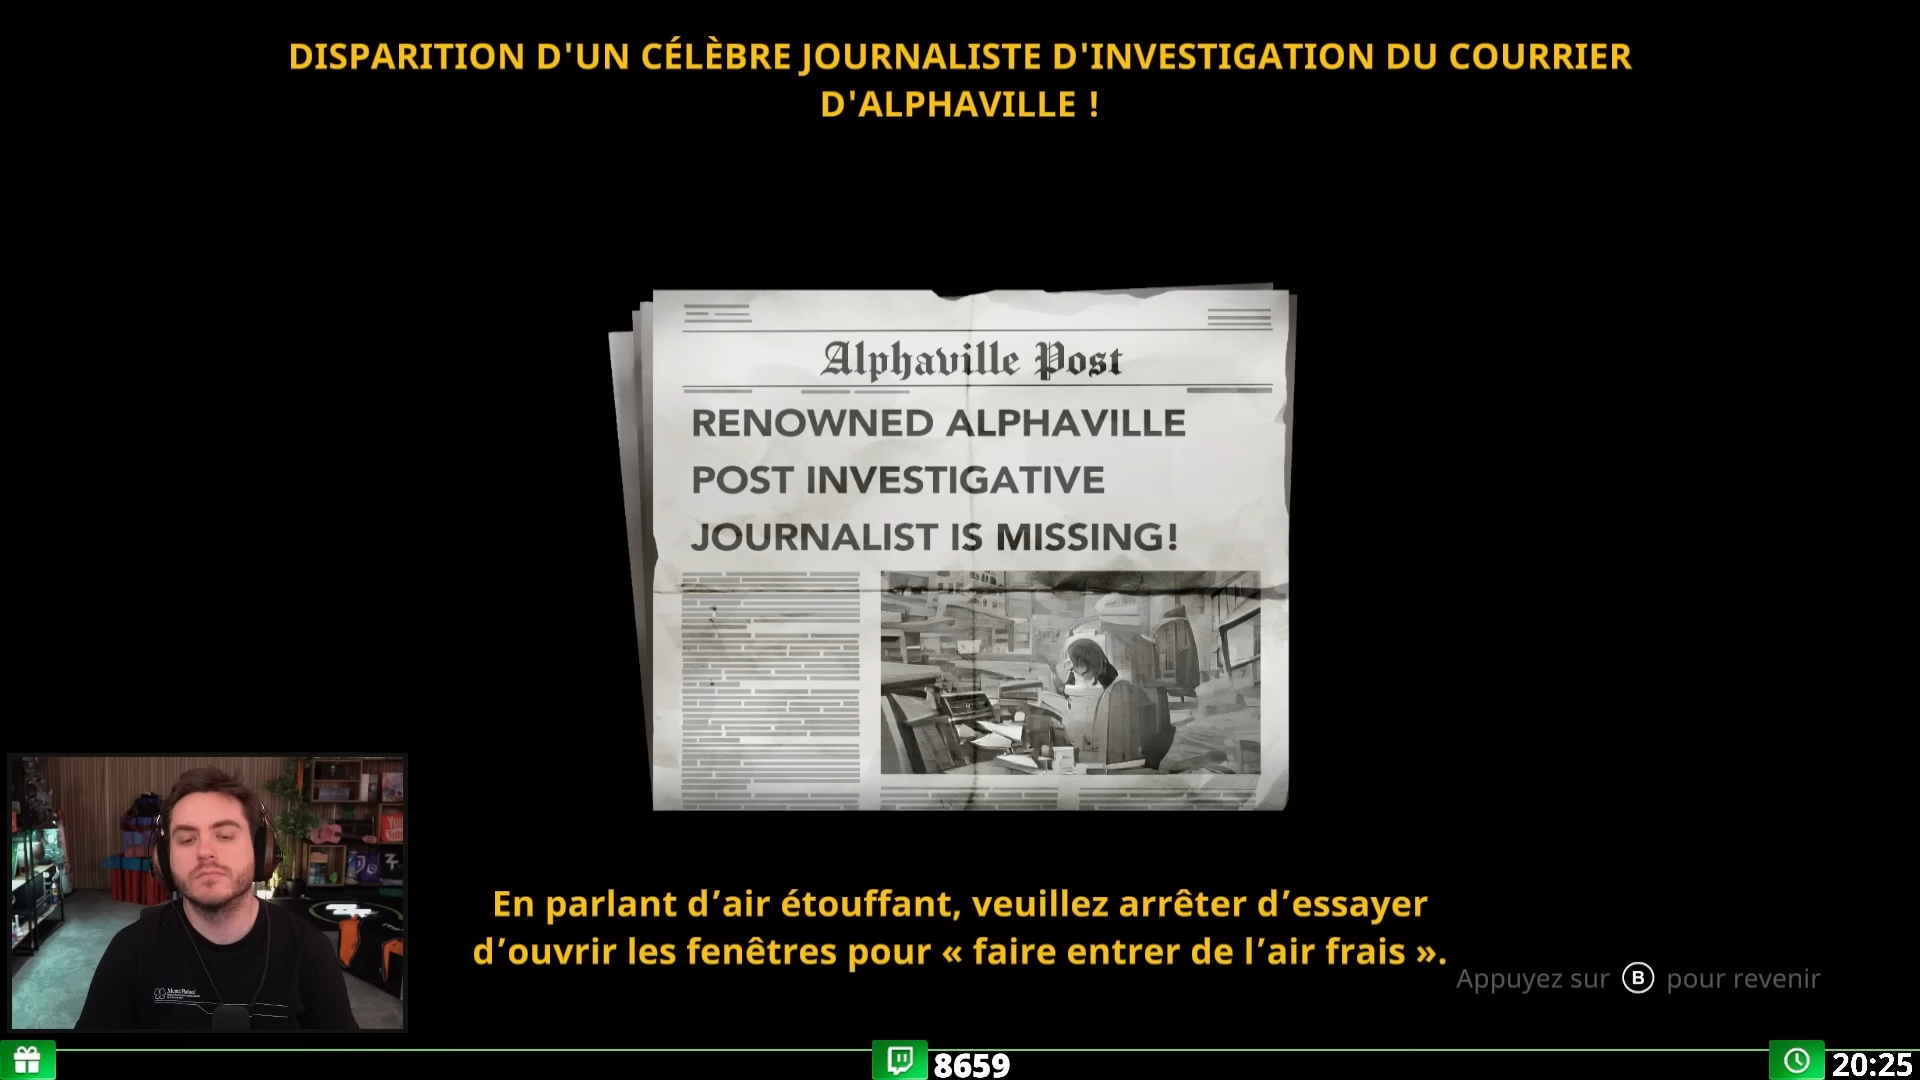 DISPARITION D'UN CÉLÈBRE JOURNALISTE D'INVESTIGATION DU COURRIER
D'ALPHAVILLE !
Alphaville Post
RENOWNED ALPHAVILLE
POST INVESTIGATIVE
JOURNALIST IS MISSING!
En parlant d’air étouffant, veuillez arrêter d’essayer
d’ouvrir les fenêtres pour « faire entrer de l’air frais ».
Appuyez sur B pour revenir
8659
20:25